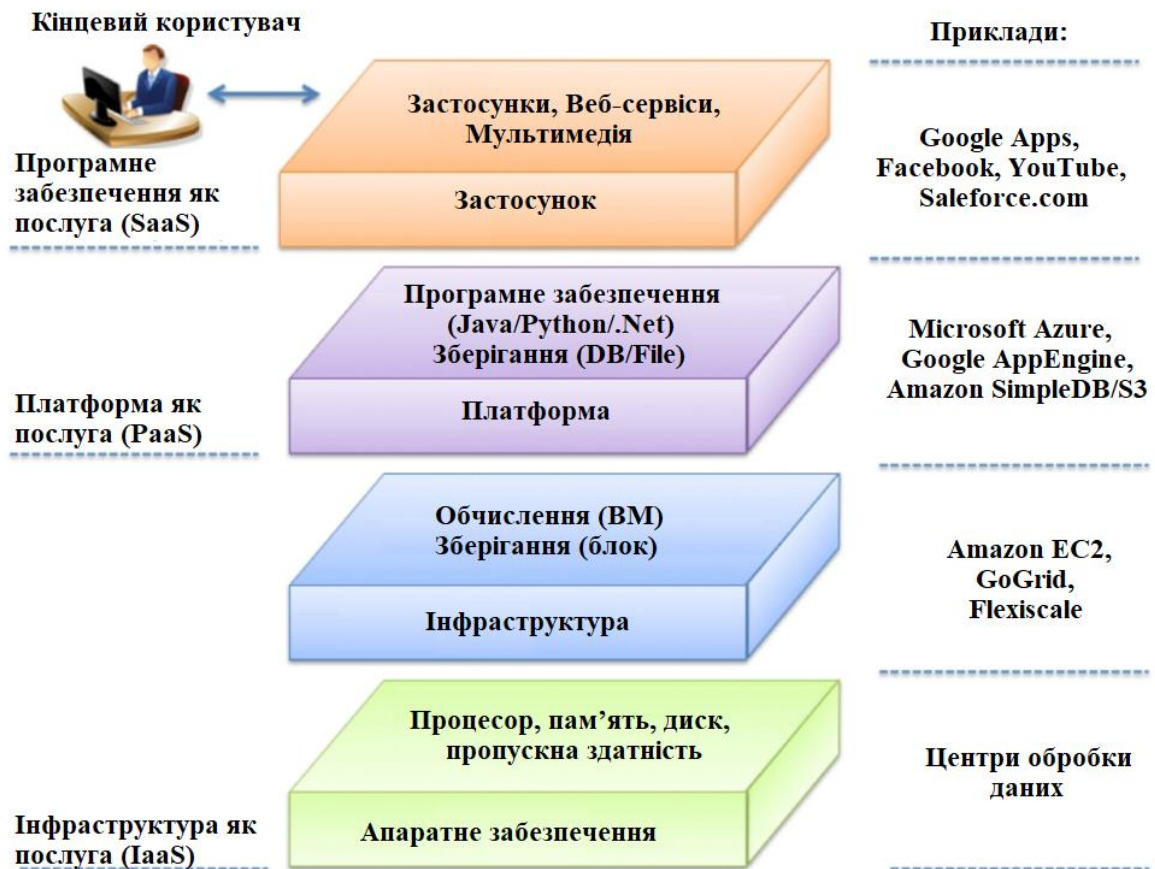 Кінцевий користувач
Приклади:
Застосунки, Веб-сервіси,
Мультимедія
Застосунок
Програмне
забезпечення як
послуга (SaaS)
Google Apps,
Facebook, YouTube,
Saleforce.com
Програмне забезпечення
(Java/Python/.Net)
Зберігання (DB/File)
Платформа
Платформа як
послуга (PaaS)
Microsoft Azure,
Google AppEngine,
Amazon SimpleDB/S3
Обчислення (ВМ)
Зберігання (блок)
Інфраструктура
Amazon EC2,
GoGrid,
Flexiscale
Процесор, пам’ять, диск,
пропускна здатність
Апаратне забезпечення
Інфраструктура як
послуга (IaaS)
Центри обробки
даних